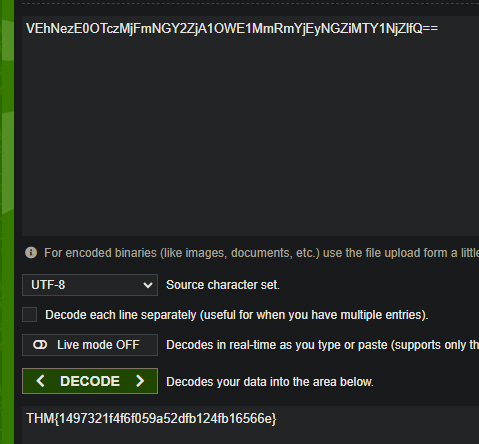 VEhNezE0OTczMjFmNGY2ZjA1OWE1MmRmYjEyNGZiMTY1NjZlfQ==
For encoded binaries (like images, documents, etc.) use the file upload form a little
UTF-8 Source character set.
Decode each line separately (useful for when you have multiple entries).
Live mode OFF Decodes in real-time as you type or paste (supports only th
< DECODE > Decodes your data into the area below.
THM{1497321f4f6f059a52dfb124fb16566e}